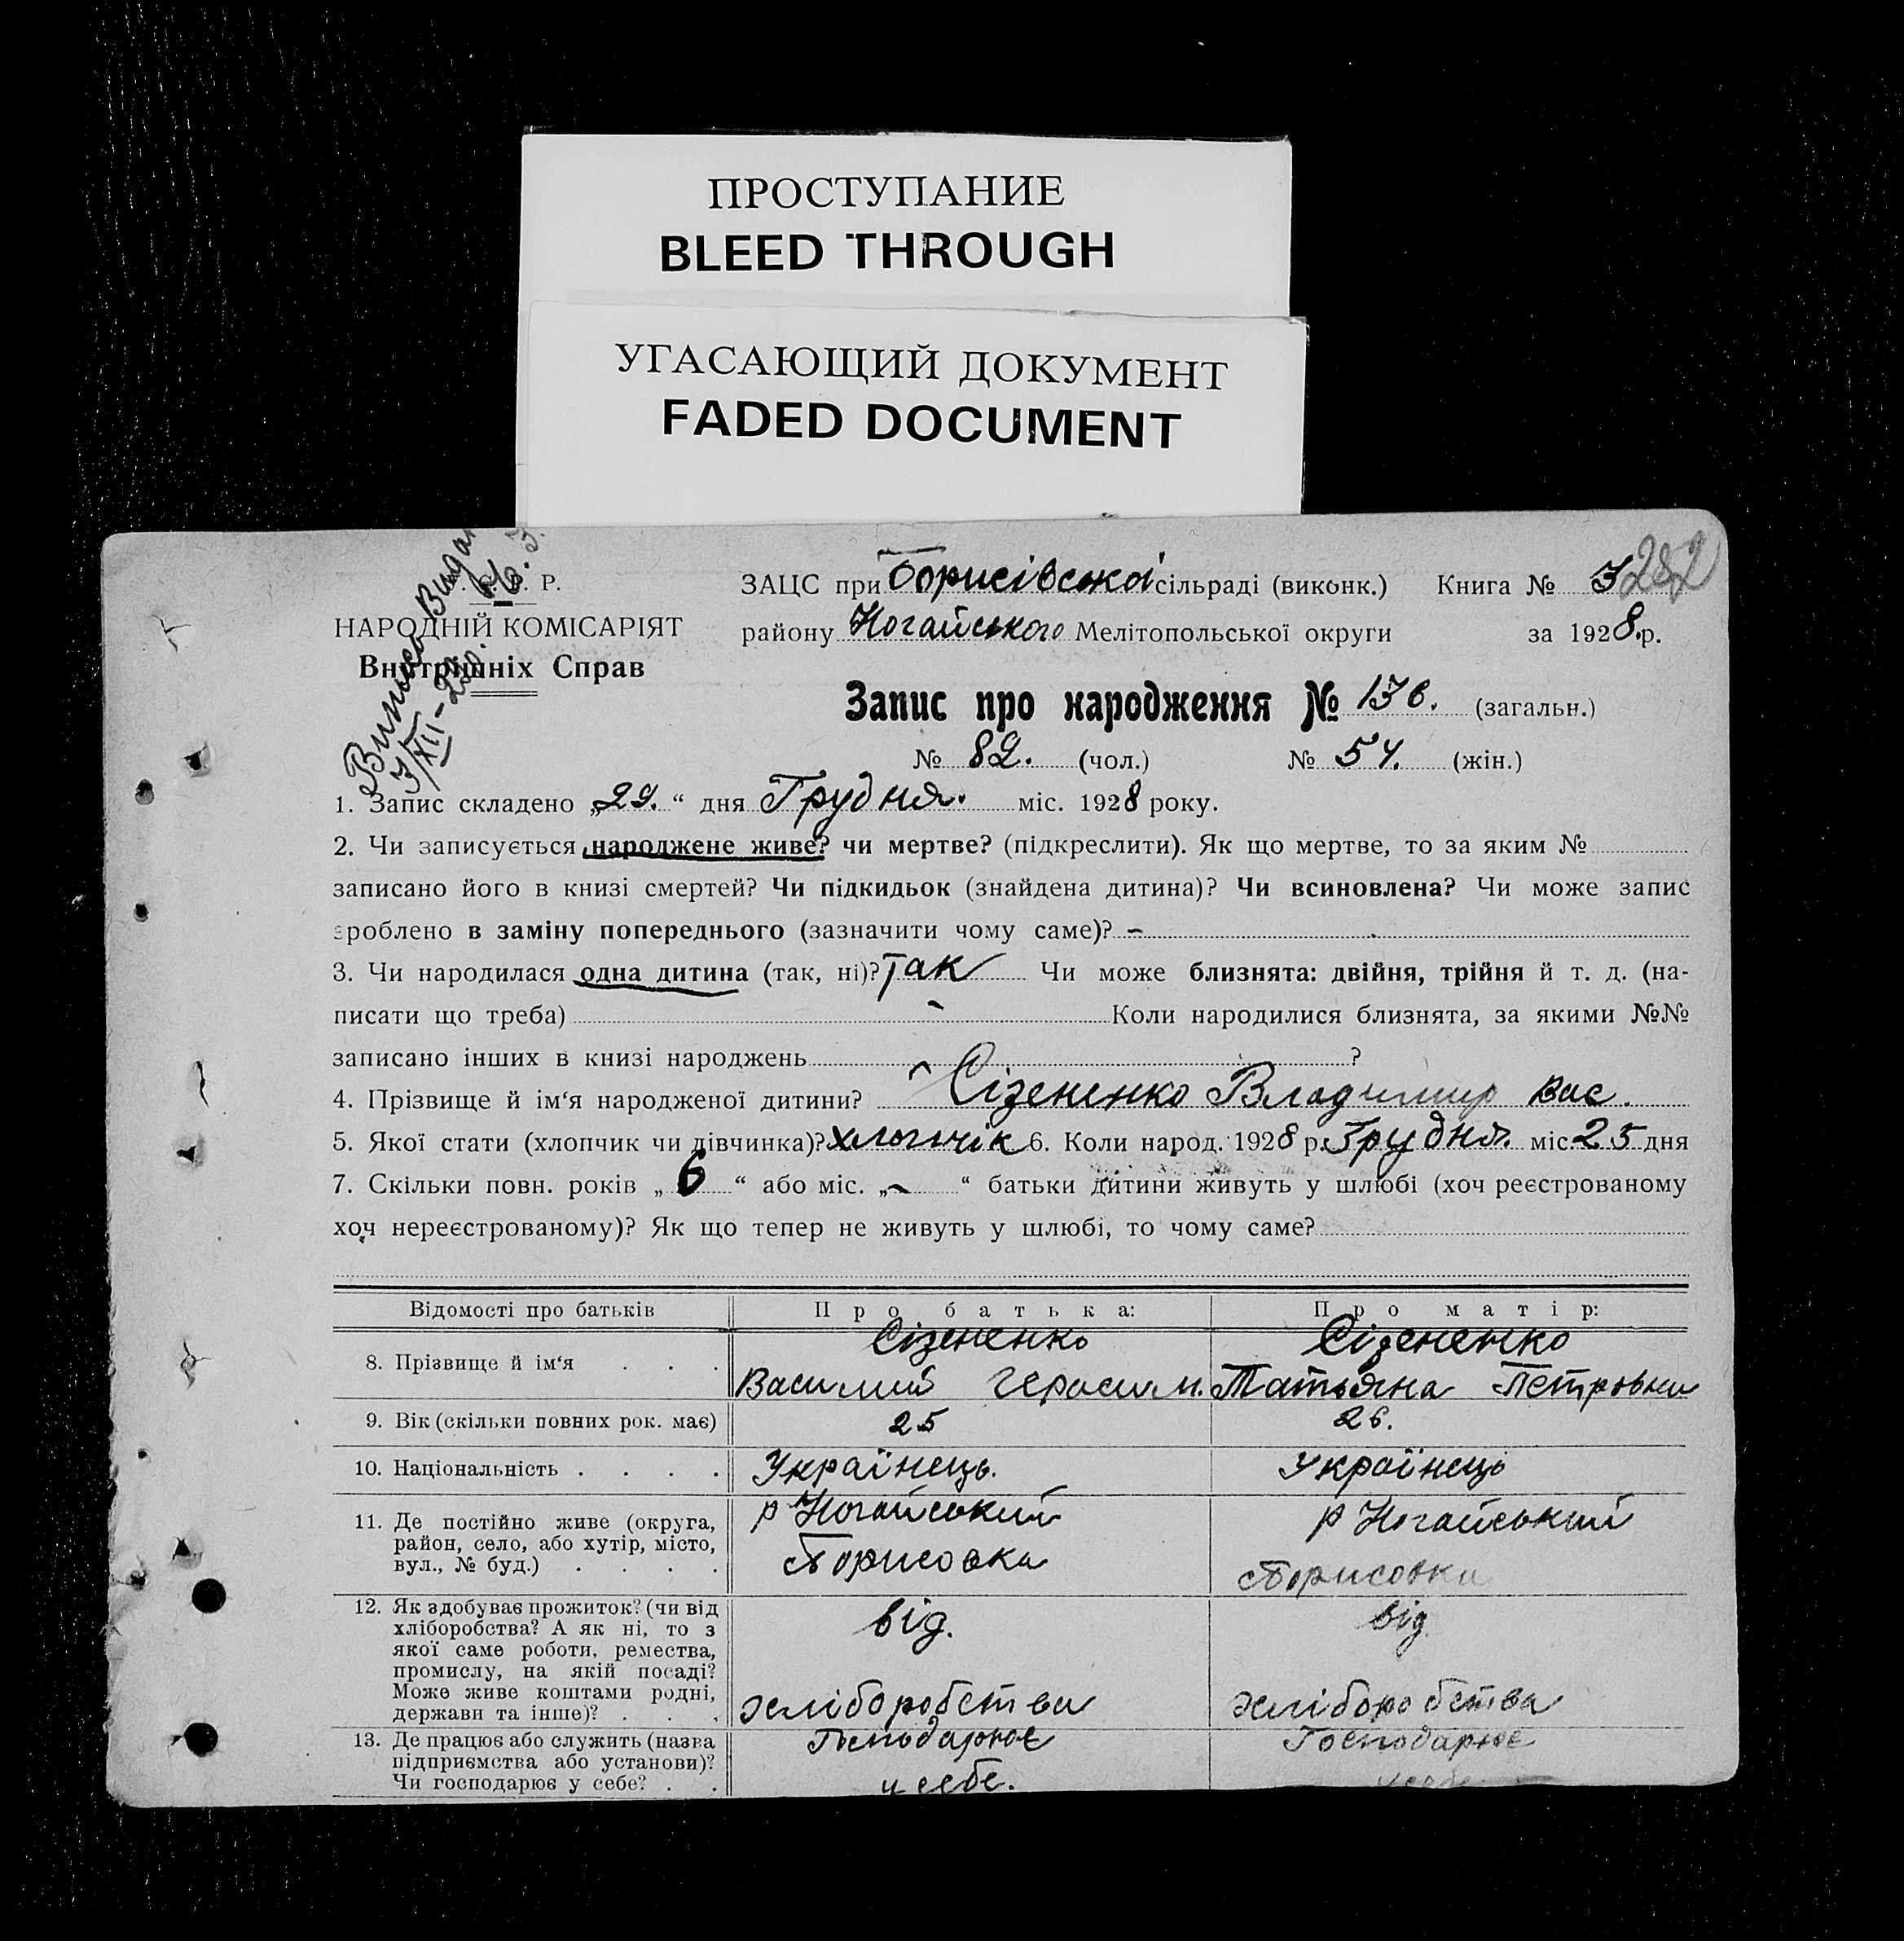 ПРОСТУПАНИЕ
BLEED THROUGH
УГАСАЮЩИЙ ДОКУМЕНТ
FADED DOCUMENT
282
Р. Р.
НАРОДНІЙ КОМІСАРІЯТ
Внутрішніх Справ
ЗАЦС при Борисівськоі сільраді (виконк.) Книга № 3
району Ногайського Мелітопольської округи за 1928. р.
Запис про народження № 136. (загальн.)
№ 82. (чол.) № 54. (жін.)
1. Запис складено „29.“ дня Грудня. міс. 1928 року.
2. Чи записується народжене живе? чи мертве? (підкреслити). Як що мертве, то за яким №
записано його в книзі смертей? Чи підкидьок (знайдена дитина)? Чи всиновлена? Чи може запис
зроблено в заміну попереднього (зазначити чому саме)? –
3. Чи народилася одна дитина (так, ні)? Так Чи може близнята: двійня, трійня й т. д. (на-
писати що треба) – Коли народилися близнята, за якими №№
записано інших в книзі народжень ?
4. Прізвище й ім‘я народженої дитини? Сізененко Владимир Вас.
5. Якої стати (хлопчик чи дівчинка)? хлопчік 6. Коли народ. 1928 р. Грудня. міс. 25 дня
7. Скільки повн. років „6“ або міс. „–“ батьки дитини живуть у шлюбі (хоч реєстрованому
хоч нереєстрованому)? Як що тепер не живуть у шлюбі, то чому саме?
Відомості про батьків Про батька: Про матір:
8. Прізвище й ім‘я . . . Сізененко Василий Герасим. Сізененко Татьяна Петровна
9. Вік (скільки повних рок. має) 25 26.
10. Національність . . . . Українець. Українець
11. Де постійно живе (округа, р Ногайський р Ногайський
район, село, або хутір, місто, Борисовка Борисовка
вул., № буд.) . . . .
12. Як здобуває прожиток? (чи від від. від
хліборобства? А як ні, то з
якої саме роботи, ремества,
промислу, на якій посаді?
Може живе коштами родні, хліборобства хліборобства
держави та інше)? . . .
13. Де працює або служить (назва Господарює Господарює
підприємства або установи)?
Чи господарює у себе? . . у себе. у себе